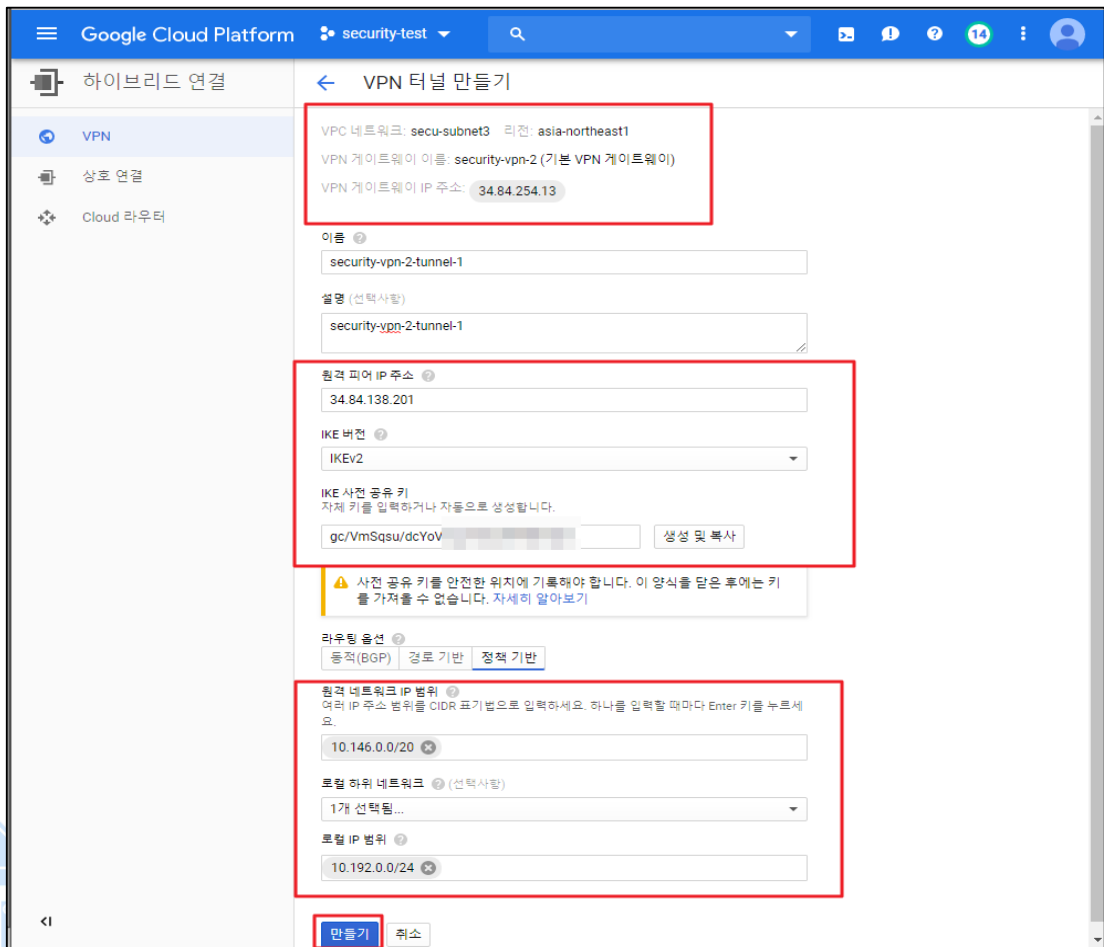 Google Cloud Platform
security-test
14
하이브리드 연결
VPN 터널 만들기
VPN
상호 연결
Cloud 라우터
VPC 네트워크: secu-subnet3 리전: asia-northeast1
VPN 게이트웨이 이름: security-vpn-2 (기본 VPN 게이트웨이)
VPN 게이트웨이 IP 주소: 34.84.254.13
이름
security-vpn-2-tunnel-1
설명 (선택사항)
security-vpn-2-tunnel-1
원격 피어 IP 주소
34.84.138.201
IKE 버전
IKEv2
IKE 사전 공유 키
자체 키를 입력하거나 자동으로 생성합니다.
gc/VmSqsu/dcYoV
생성 및 복사
사전 공유 키를 안전한 위치에 기록해야 합니다. 이 양식을 닫은 후에는 키
를 가져올 수 없습니다. 자세히 알아보기
라우팅 옵션
동적(BGP) 경로 기반 정책 기반
원격 네트워크 IP 범위
여러 IP 주소 범위를 CIDR 표기법으로 입력하세요. 하나를 입력할 때마다 Enter 키를 누르세
요.
10.146.0.0/20
로컬 하위 네트워크 (선택사항)
1개 선택됨...
로컬 IP 범위
10.192.0.0/24
만들기 취소